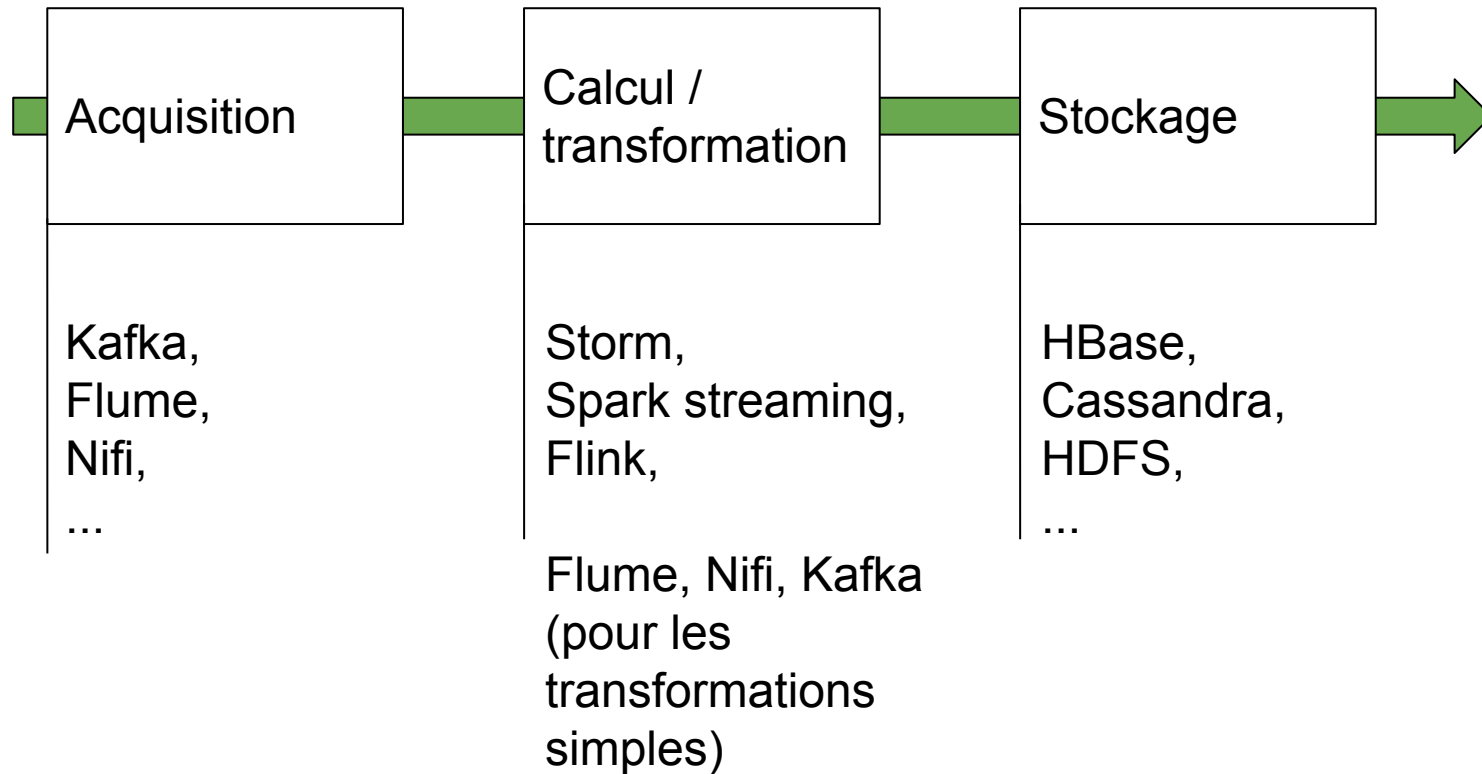 Acquisition
Calcul /
transformation
Stockage
Kafka,
Flume,
Nifi,
...
Storm,
Spark streaming,
Flink,
Flume, Nifi, Kafka
(pour les
transformations
simples)
HBase,
Cassandra,
HDFS,
...